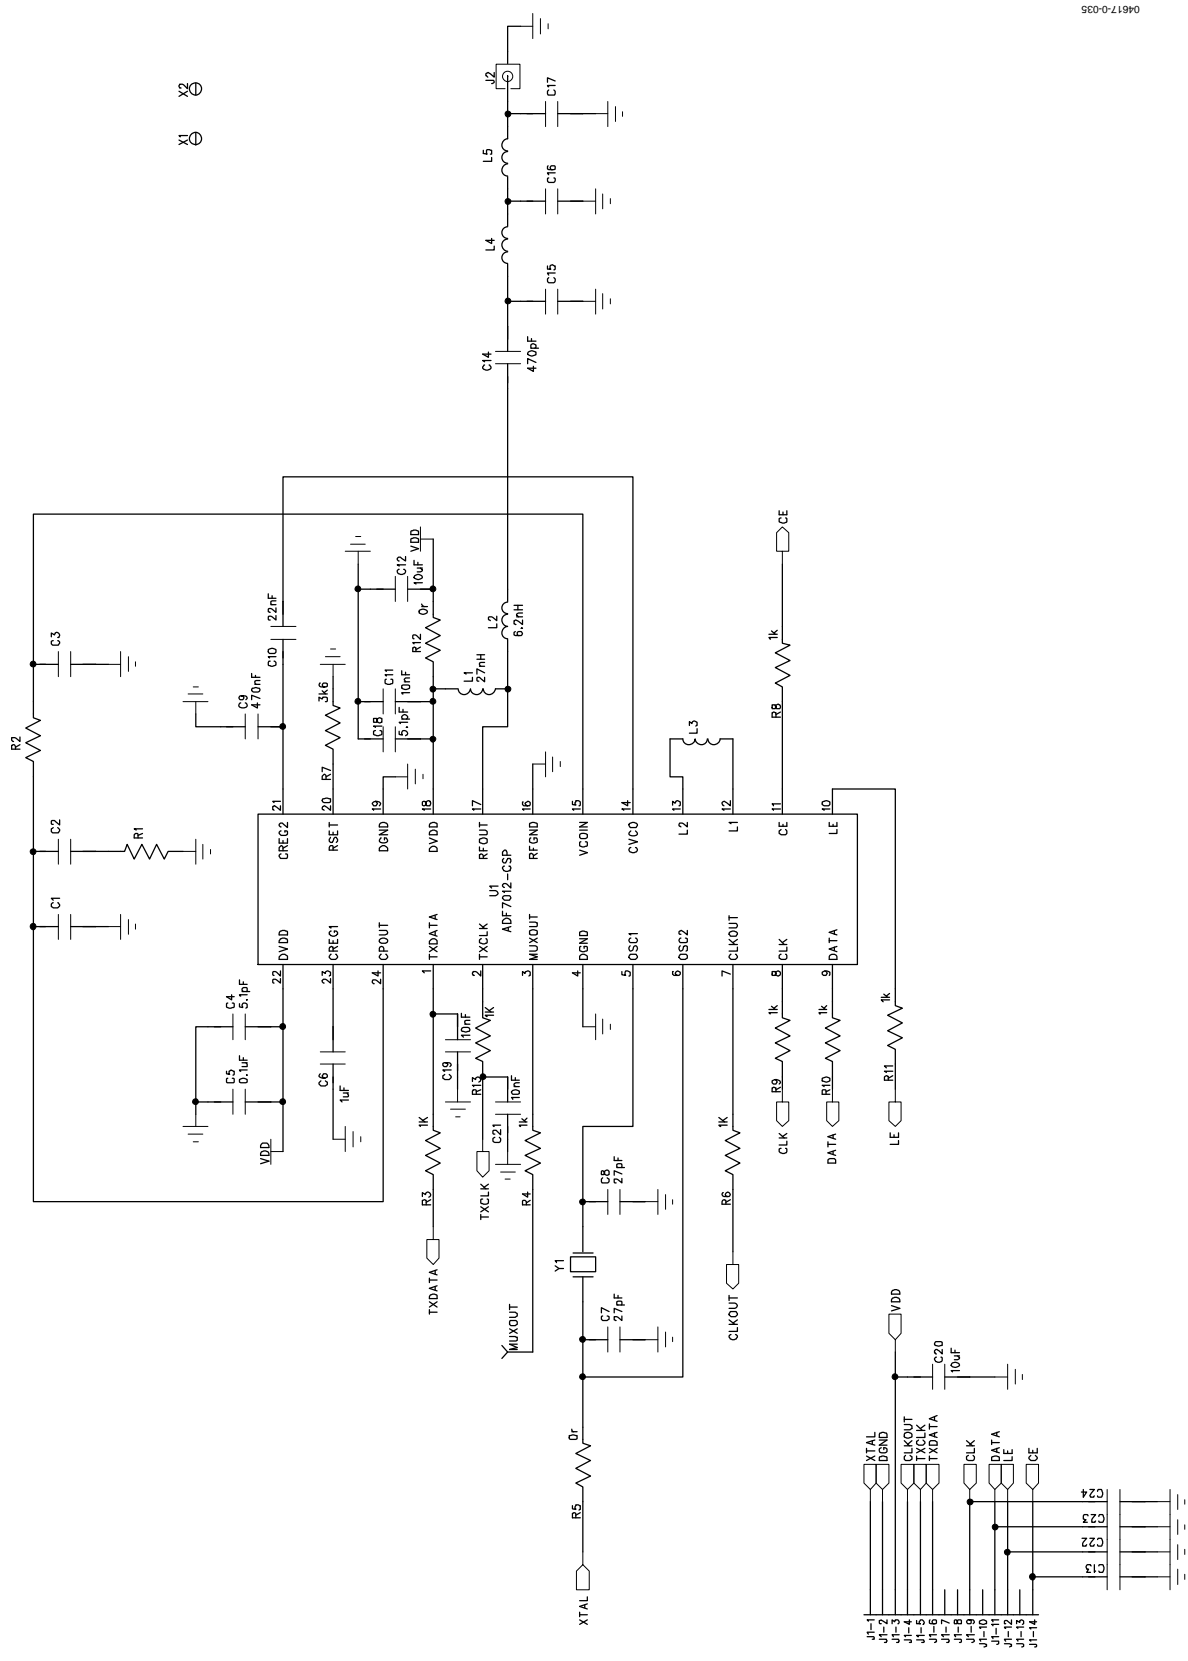 04617-0-035
X2
X1
J2
C17
L5
C16
L4
C15
C14
470pF
CE
VDD
C12
10uF
22nF
C10
0r
R12
L2
6.2nH
1k
R8
C3
R2
C9
470nF
3k6
R7
C11
10nF
C18
5.1pF
L1
27nH
L3
21
20
19
18
17
16
15
14
13
12
11
10
CREG2
RSET
DGND
DVDD
RFOUT
RFGND
VCOIN
CVCO
L2
L1
CE
LE
C2
R1
U1
ADF7012-CSP
C1
DVDD
CREG1
CPOUT
TXDATA
TXCLK
MUXOUT
DGND
OSC1
OSC2
CLKOUT
CLK
DATA
22
23
24
1
2
3
4
5
6
7
8
9
C4
5.1pF
C5
0.1uF
VDD
C6
1uF
C19
10nF
1K
R13
C21
10nF
1K
R3
TXDATA
TXCLK
1k
R4
MUXOUT
C8
27pF
Y1
C7
27pF
0r
R5
XTAL
1K
R6
CLKOUT
1k
R9
CLK
1k
R10
DATA
1k
R11
LE
VDD
C20
10uF
XTAL
DGND
CLKOUT
TXCLK
TXDATA
CLK
DATA
LE
CE
C24
C23
C22
C13
J1-1
J1-2
J1-3
J1-4
J1-5
J1-6
J1-7
J1-8
J1-9
J1-10
J1-11
J1-12
J1-13
J1-14